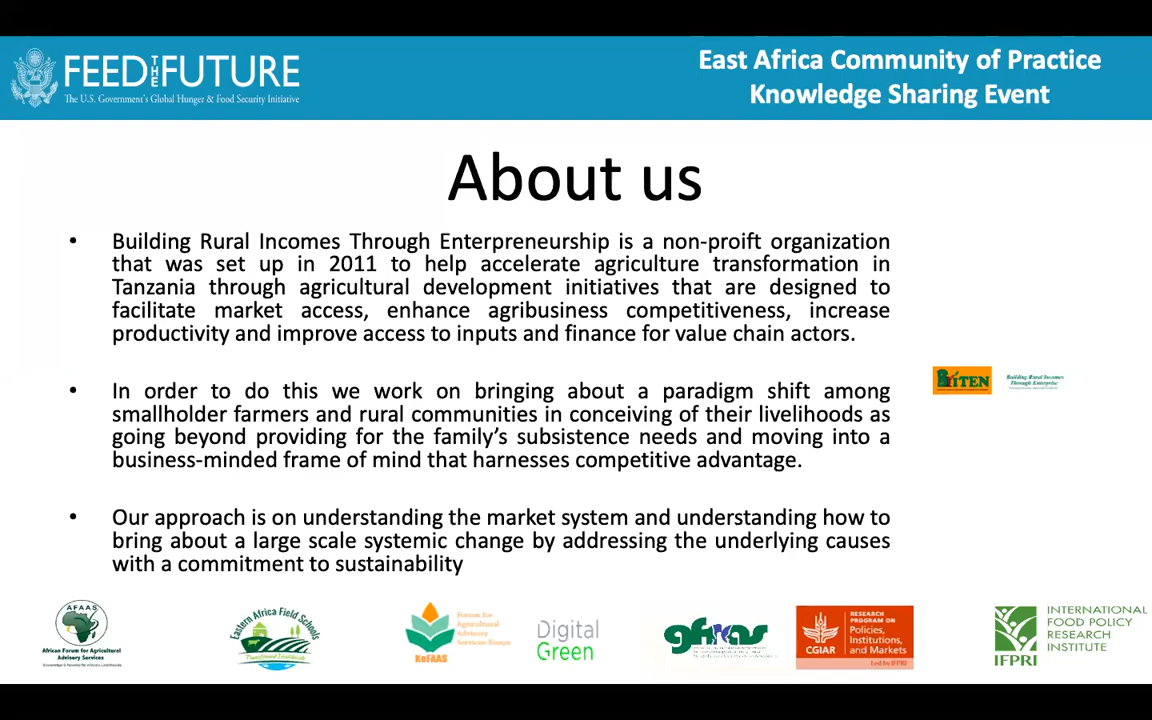 FEED THE FUTURE
The U.S. Government's Global Hunger & Food Security Initiative
East Africa Community of Practice
Knowledge Sharing Event
About us
• Building Rural Incomes Through Enterpreneurship is a non-proift organization
that was set up in 2011 to help accelerate agriculture transformation in
Tanzania through agricultural development initiatives that are designed to
facilitate market access, enhance agribusiness competitiveness, increase
productivity and improve access to inputs and finance for value chain actors.
• In order to do this we work on bringing about a paradigm shift among
smallholder farmers and rural communities in conceiving of their livelihoods as
going beyond providing for the family's subsistence needs and moving into a
business-minded frame of mind that harnesses competitive advantage.
• Our approach is on understanding the market system and understanding how to
bring about a large scale systemic change by addressing the underlying causes
with a commitment to sustainability
BRiTEN
Building Rural Incomes
Through Enterprise
AFAAS
African Forum for Agricultural
Advisory Services
Eastern Africa Field Schools
KeFAAS
Forum for
Agricultural
Advisory
Services Kenya
Digital
Green
gfras
CGIAR
RESEARCH
PROGRAM ON
Policies,
Institutions,
and Markets
Led by IFPRI
IFPRI
INTERNATIONAL
FOOD POLICY
RESEARCH
INSTITUTE